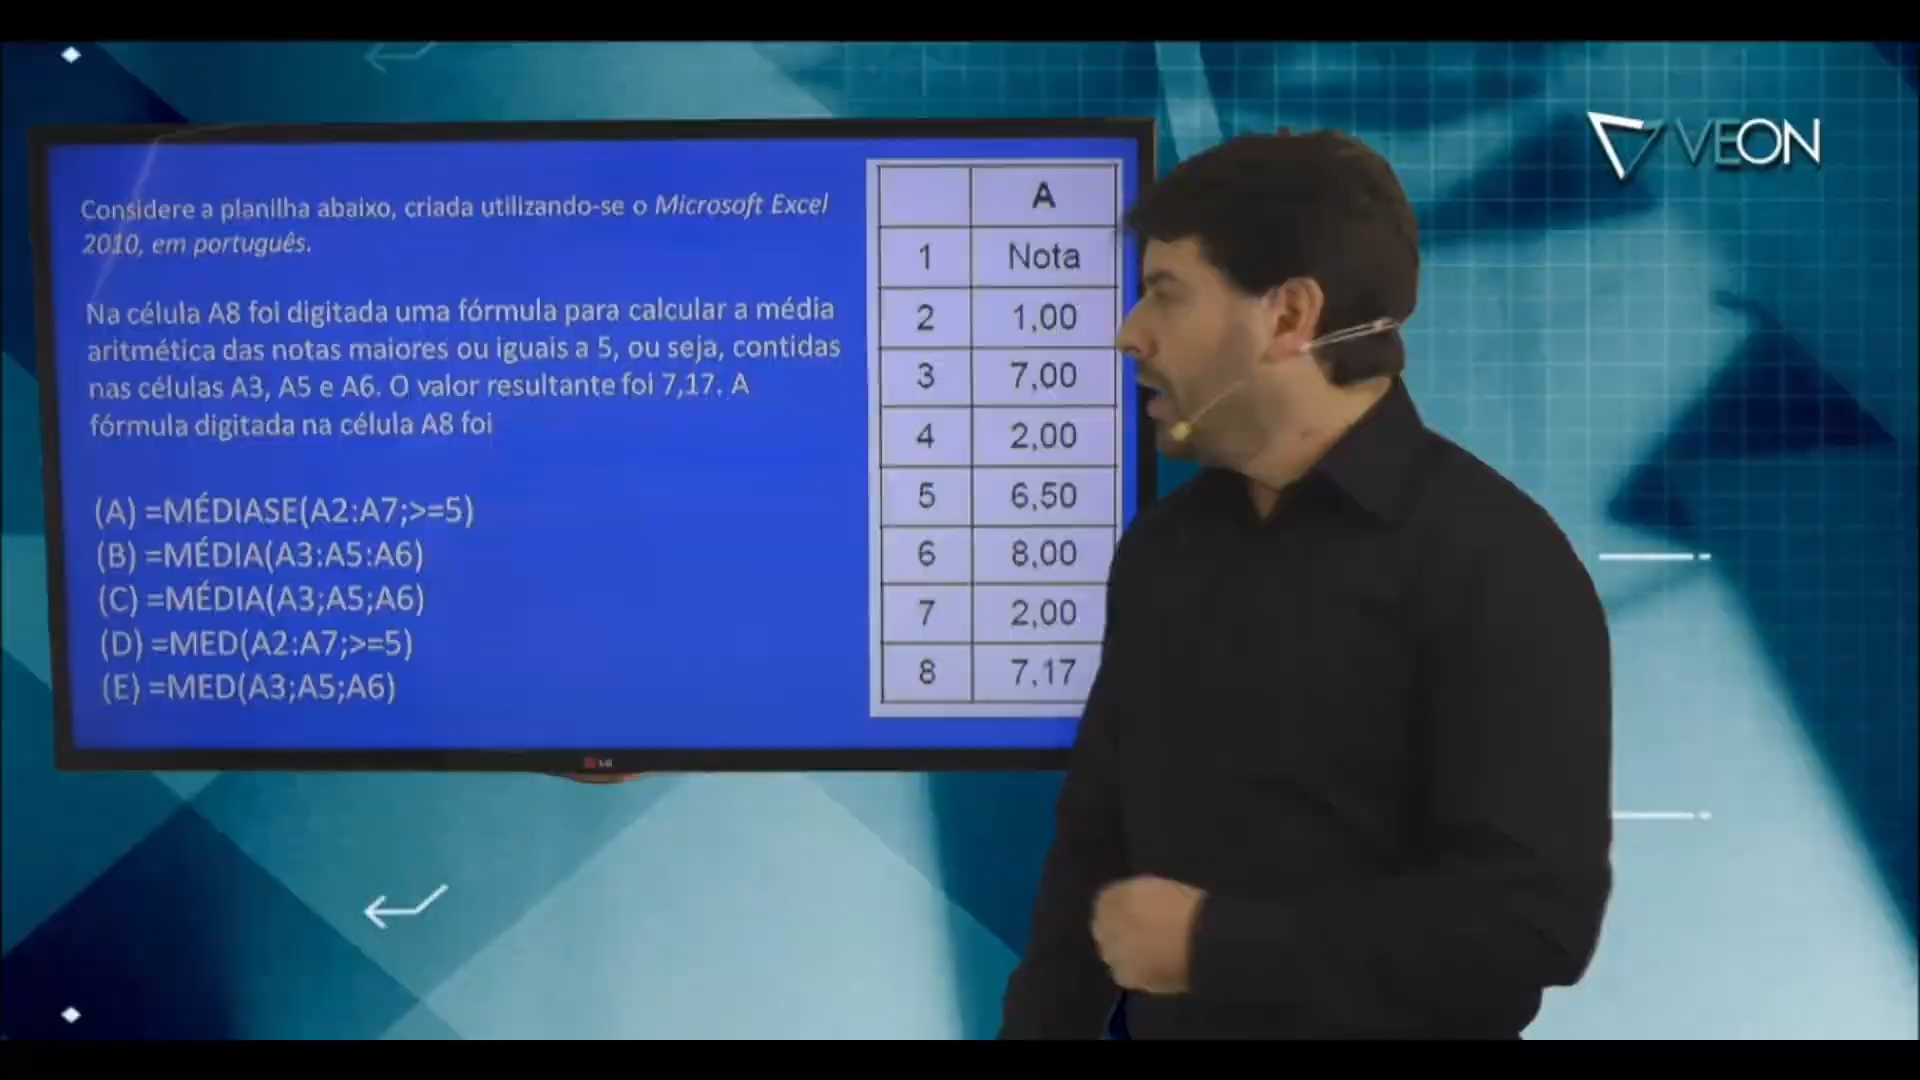 VEON
Considere a planilha abaixo, criada utilizando-se o Microsoft Excel
2010, em português.
Na célula A8 foi digitada uma fórmula para calcular a média
aritmética das notas maiores ou iguais a 5, ou seja, contidas
nas células A3, A5 e A6. O valor resultante foi 7,17. A
fórmula digitada na célula A8 foi
(A) =MÉDIASE(A2:A7;>=5)
(B) =MÉDIA(A3:A5:A6)
(C) =MÉDIA(A3;A5;A6)
(D) =MED(A2:A7;>=5)
(E) =MED(A3;A5;A6)
A
1 Nota
2 1,00
3 7,00
4 2,00
5 6,50
6 8,00
7 2,00
8 7,17
LG